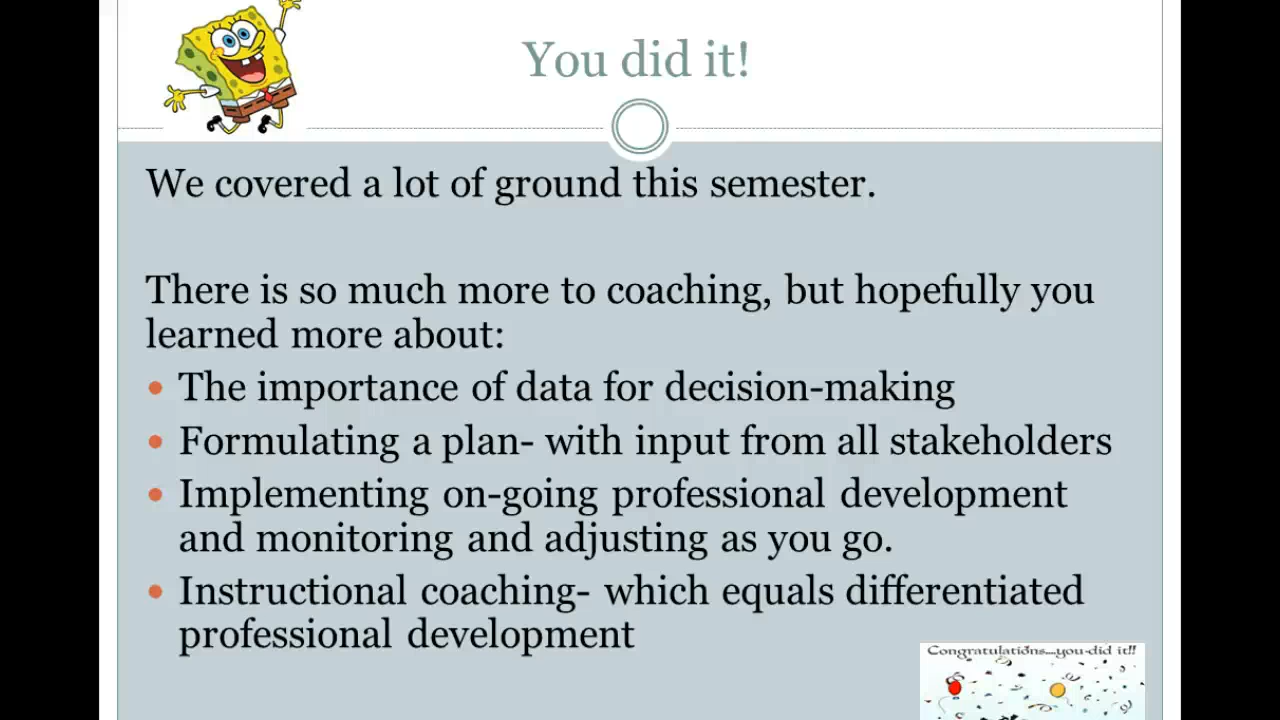 You did it!
We covered a lot of ground this semester.
There is so much more to coaching, but hopefully you
learned more about:
• The importance of data for decision-making
• Formulating a plan- with input from all stakeholders
• Implementing on-going professional development
and monitoring and adjusting as you go.
• Instructional coaching- which equals differentiated
professional development
Congratulations....you did it!!